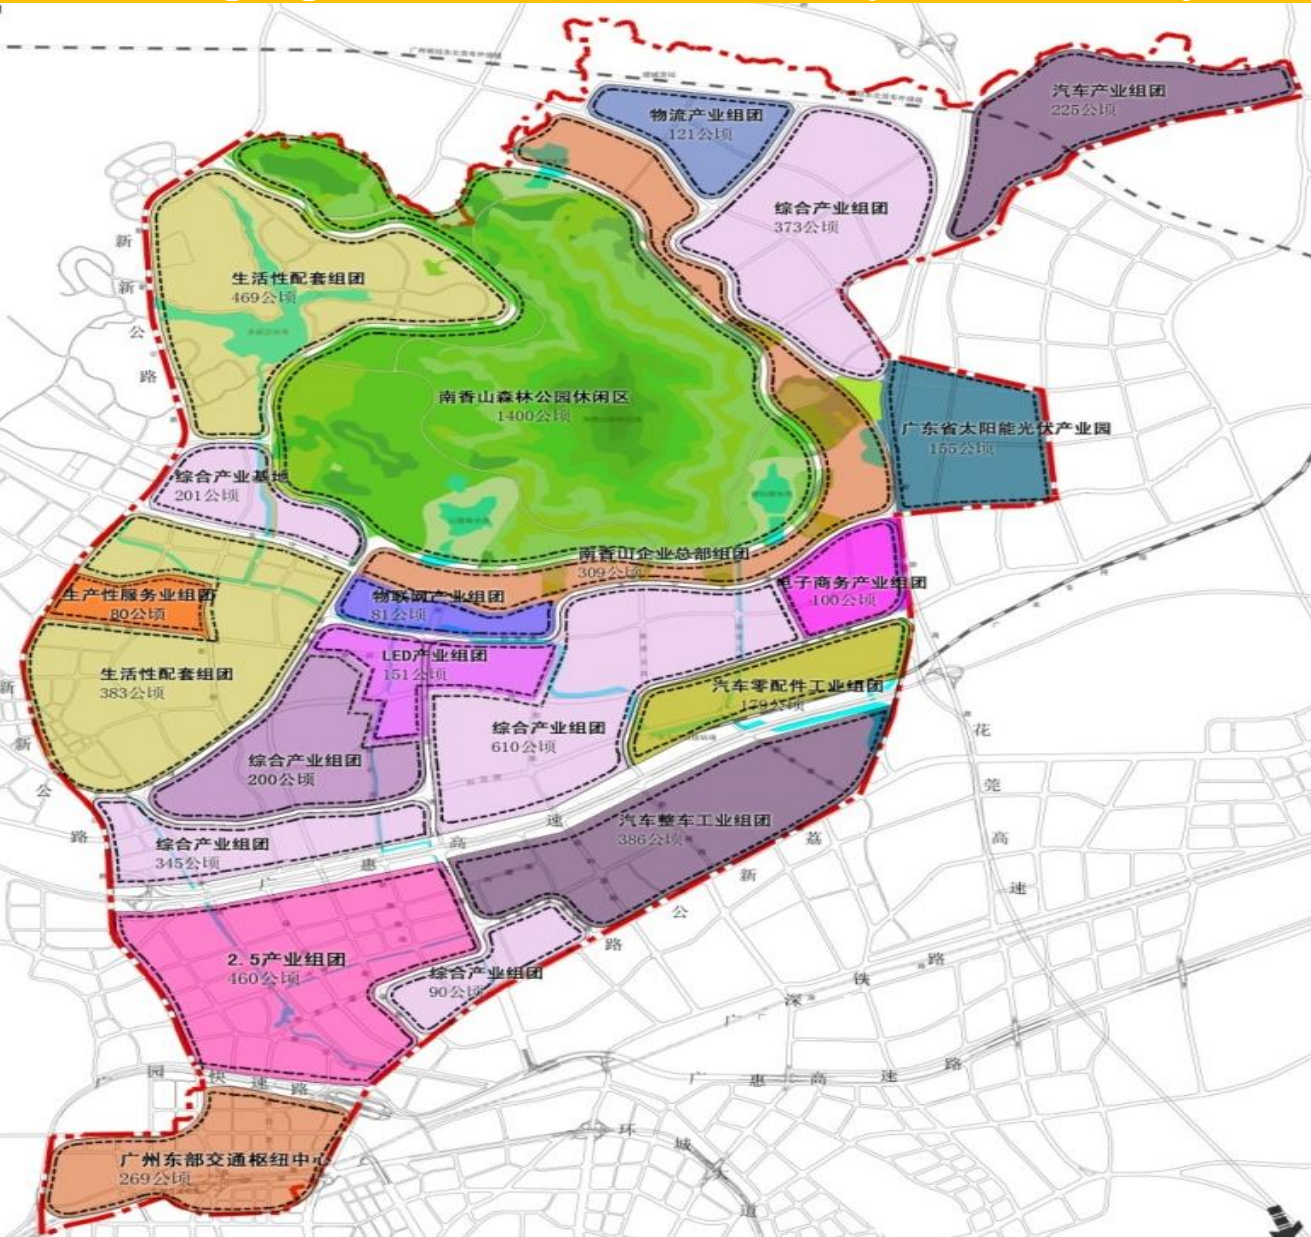 物流产业组团
121公顷
汽车产业组团
225公顷
综合产业组团
373公顷
生活性配套组团
469公顷
新
新
公
路
南香山森林公园休闲区
1400公顷
广东省太阳能光伏产业园
155公顷
综合产业基地
201公顷
南香山企业总部组团
309公顷
生产性服务业组团
80公顷
物联网产业组团
81公顷
电子商务产业组团
100公顷
LED产业组团
151公顷
生活性配套组团
383公顷
汽车零配件工业组团
179公顷
新
新
公
路
综合产业组团
610公顷
综合产业组团
200公顷
花
莞
高
速
汽车整车工业组团
386公顷
综合产业组团
345公顷
广
惠
高
速
荔
新
公
路
2.5产业组团
460公顷
综合产业组团
90公顷
广
深
铁
路
广
园
快
速
路
广
惠
高
速
路
环
城
大
道
广州东部交通枢纽中心
269公顷